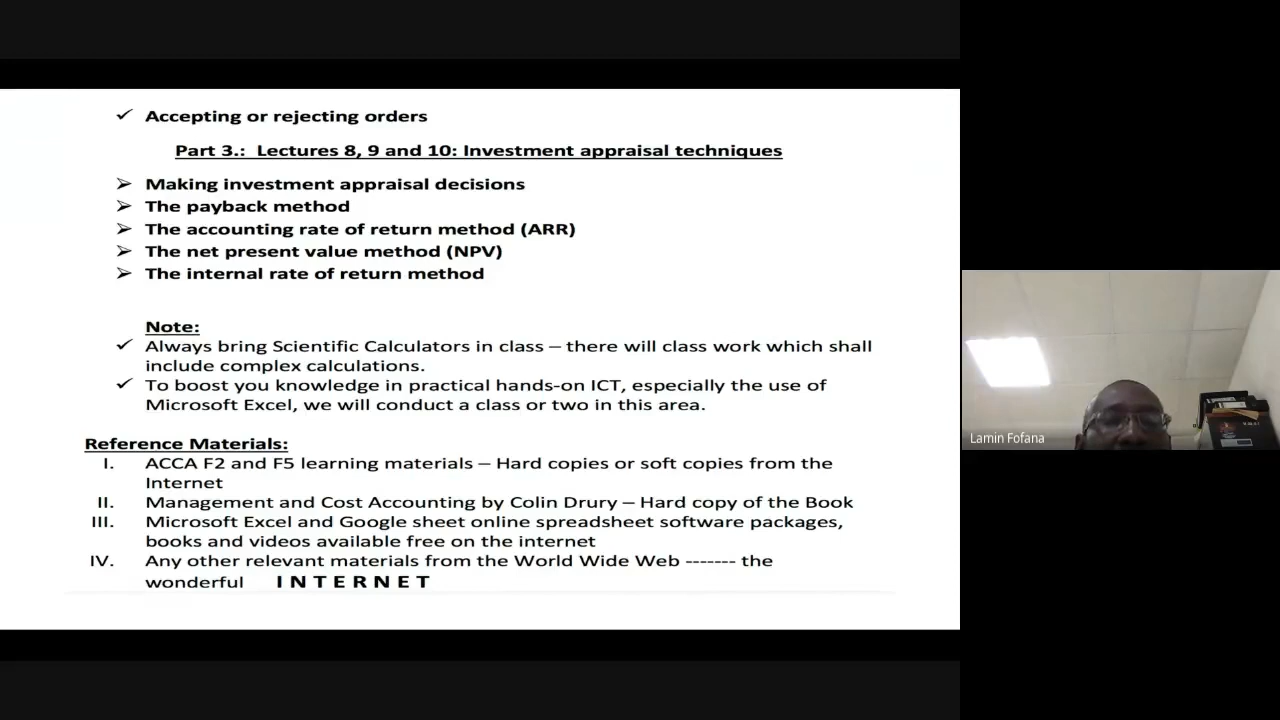 ✓ Accepting or rejecting orders
Part 3.: Lectures 8, 9 and 10: Investment appraisal techniques
➢ Making investment appraisal decisions
➢ The payback method
➢ The accounting rate of return method (ARR)
➢ The net present value method (NPV)
➢ The internal rate of return method
Note:
✓ Always bring Scientific Calculators in class – there will class work which shall
include complex calculations.
✓ To boost you knowledge in practical hands-on ICT, especially the use of
Microsoft Excel, we will conduct a class or two in this area.
Reference Materials:
I. ACCA F2 and F5 learning materials – Hard copies or soft copies from the
Internet
II. Management and Cost Accounting by Colin Drury – Hard copy of the Book
III. Microsoft Excel and Google sheet online spreadsheet software packages,
books and videos available free on the internet
IV. Any other relevant materials from the World Wide Web ------- the
wonderful I N T E R N E T
Lamin Fofana